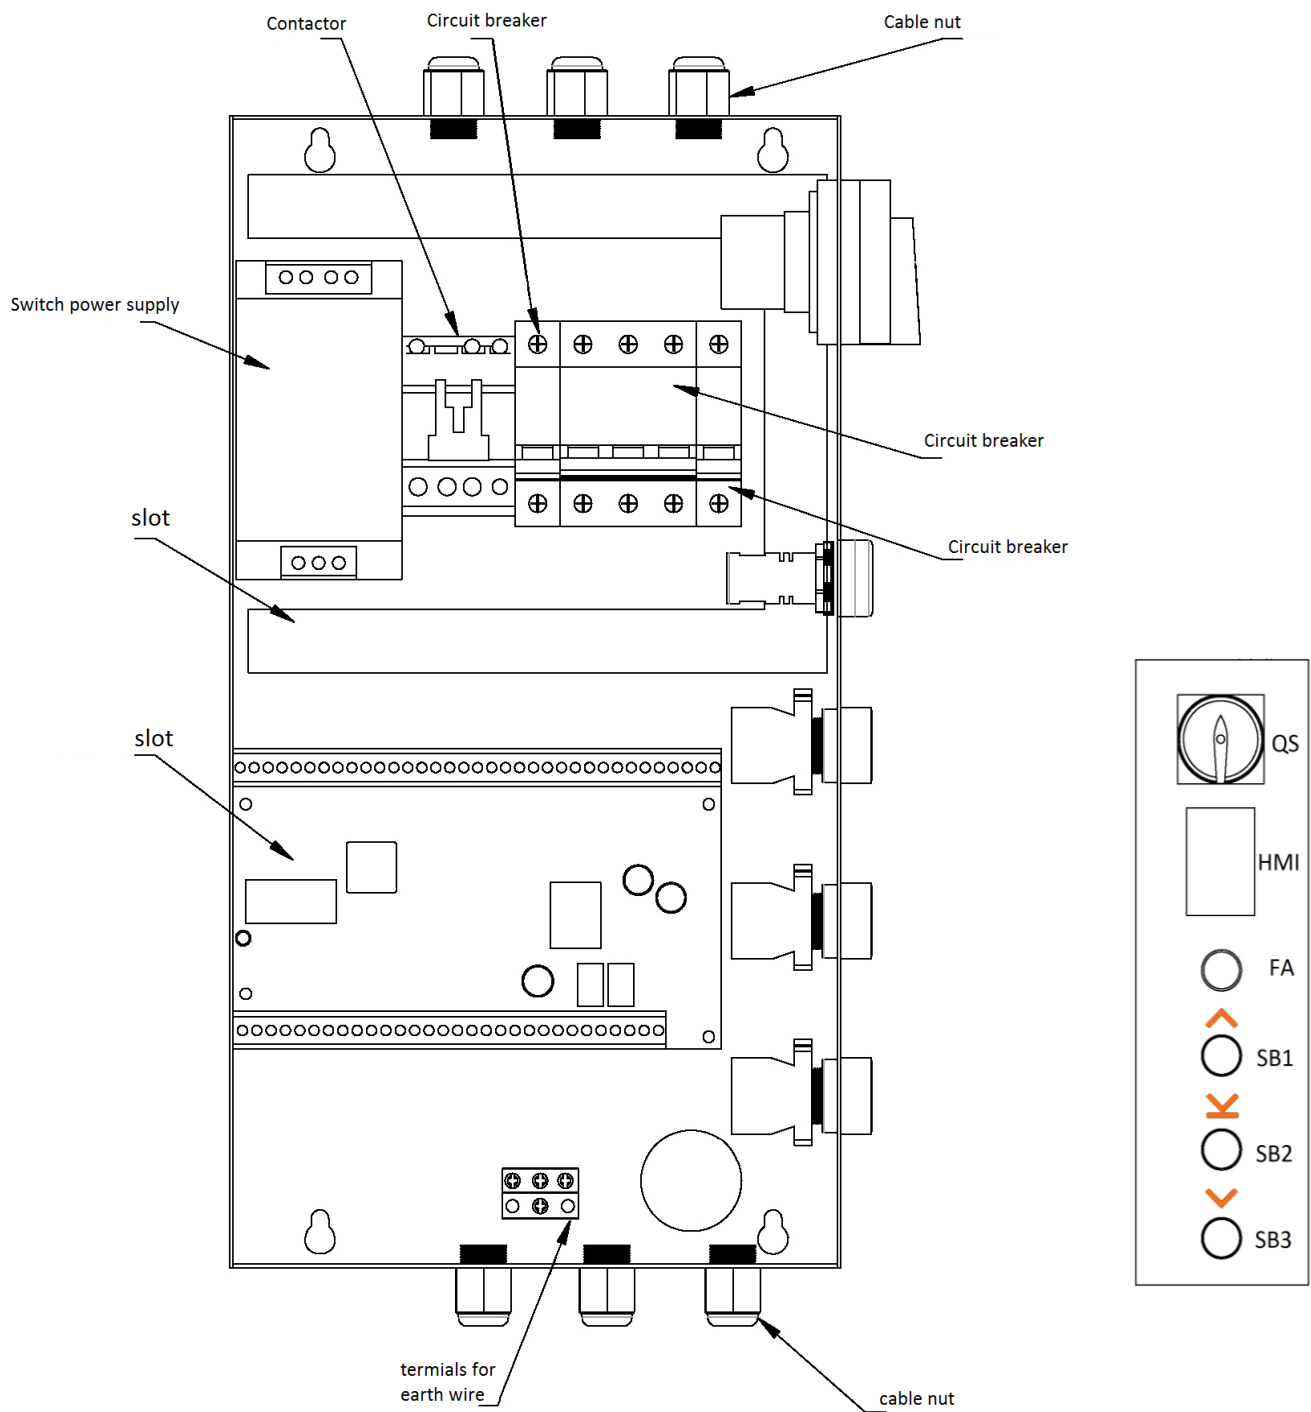 Contactor
Circuit breaker
Cable nut
Switch power supply
Circuit breaker
slot
Circuit breaker
slot
QS
HMI
FA
SB1
SB2
SB3
termials for
earth wire
cable nut